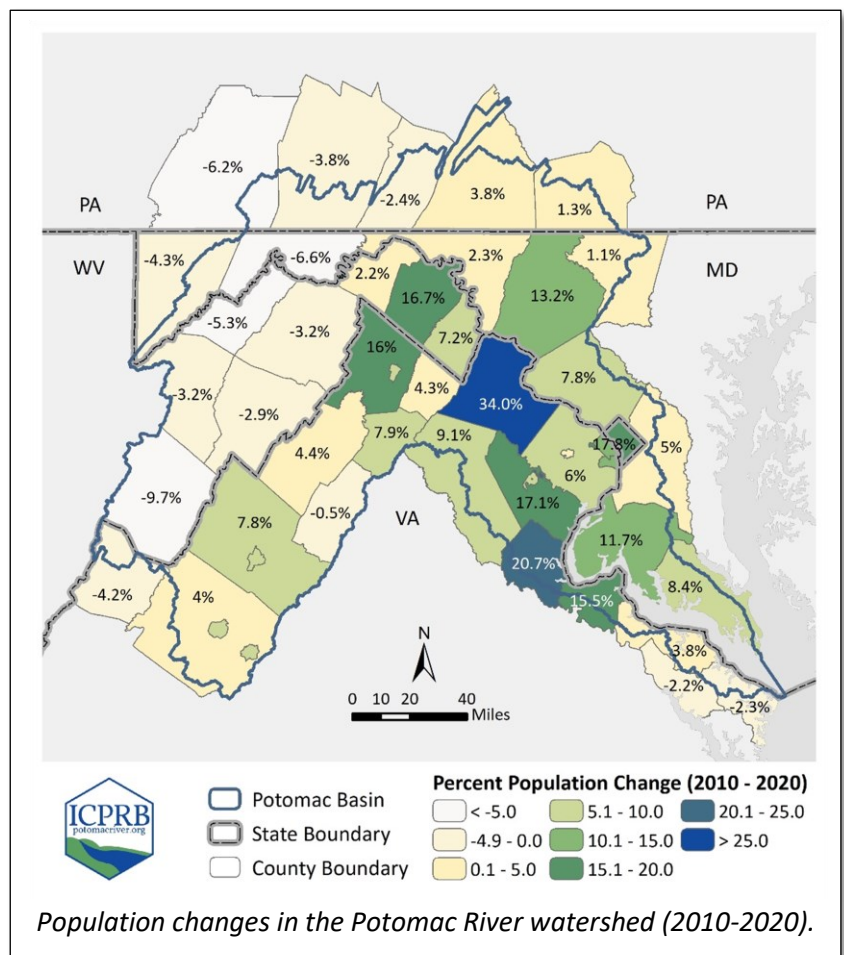 -6.2%
-3.8%
-2.4%
3.8%
1.3%
PA
PA
WV
MD
-4.3%
-6.6%
2.2%
2.3%
1.1%
16.7%
13.2%
-5.3%
-3.2%
16%
7.2%
7.8%
-3.2%
-2.9%
4.3%
34.0%
4.4%
7.9%
9.1%
17.8%
5%
6%
-9.7%
7.8%
-0.5%
17.1%
VA
11.7%
20.7%
8.4%
-4.2%
4%
15.5%
3.8%
-2.2%
-2.3%
N
0 10 20 40
Miles
ICPRB
potomacriver.org
Potomac Basin
State Boundary
County Boundary
Percent Population Change (2010 - 2020)
< -5.0
5.1 - 10.0
20.1 - 25.0
-4.9 - 0.0
10.1 - 15.0
> 25.0
0.1 - 5.0
15.1 - 20.0
Population changes in the Potomac River watershed (2010-2020).